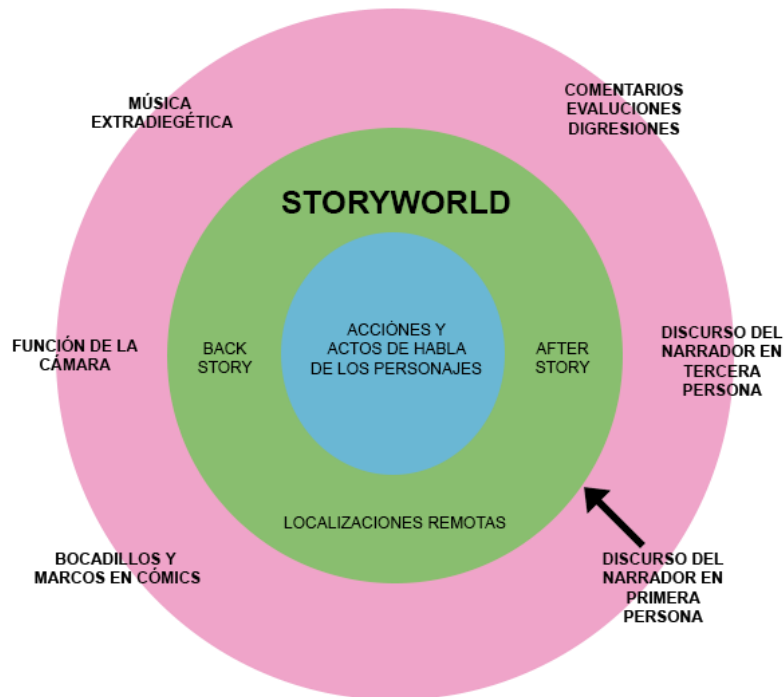 MÚSICA
EXTRADIEGÉTICA
COMENTARIOS
EVALUCIONES
DIGRESIONES
STORYWORLD
FUNCIÓN DE LA
CÁMARA
BACK
STORY
ACCIÓNES Y
ACTOS DE HABLA
DE LOS PERSONAJES
AFTER
STORY
DISCURSO DEL
NARRADOR EN
TERCERA
PERSONA
LOCALIZACIONES REMOTAS
BOCADILLOS Y
MARCOS EN CÓMICS
DISCURSO DEL
NARRADOR EN
PRIMERA
PERSONA